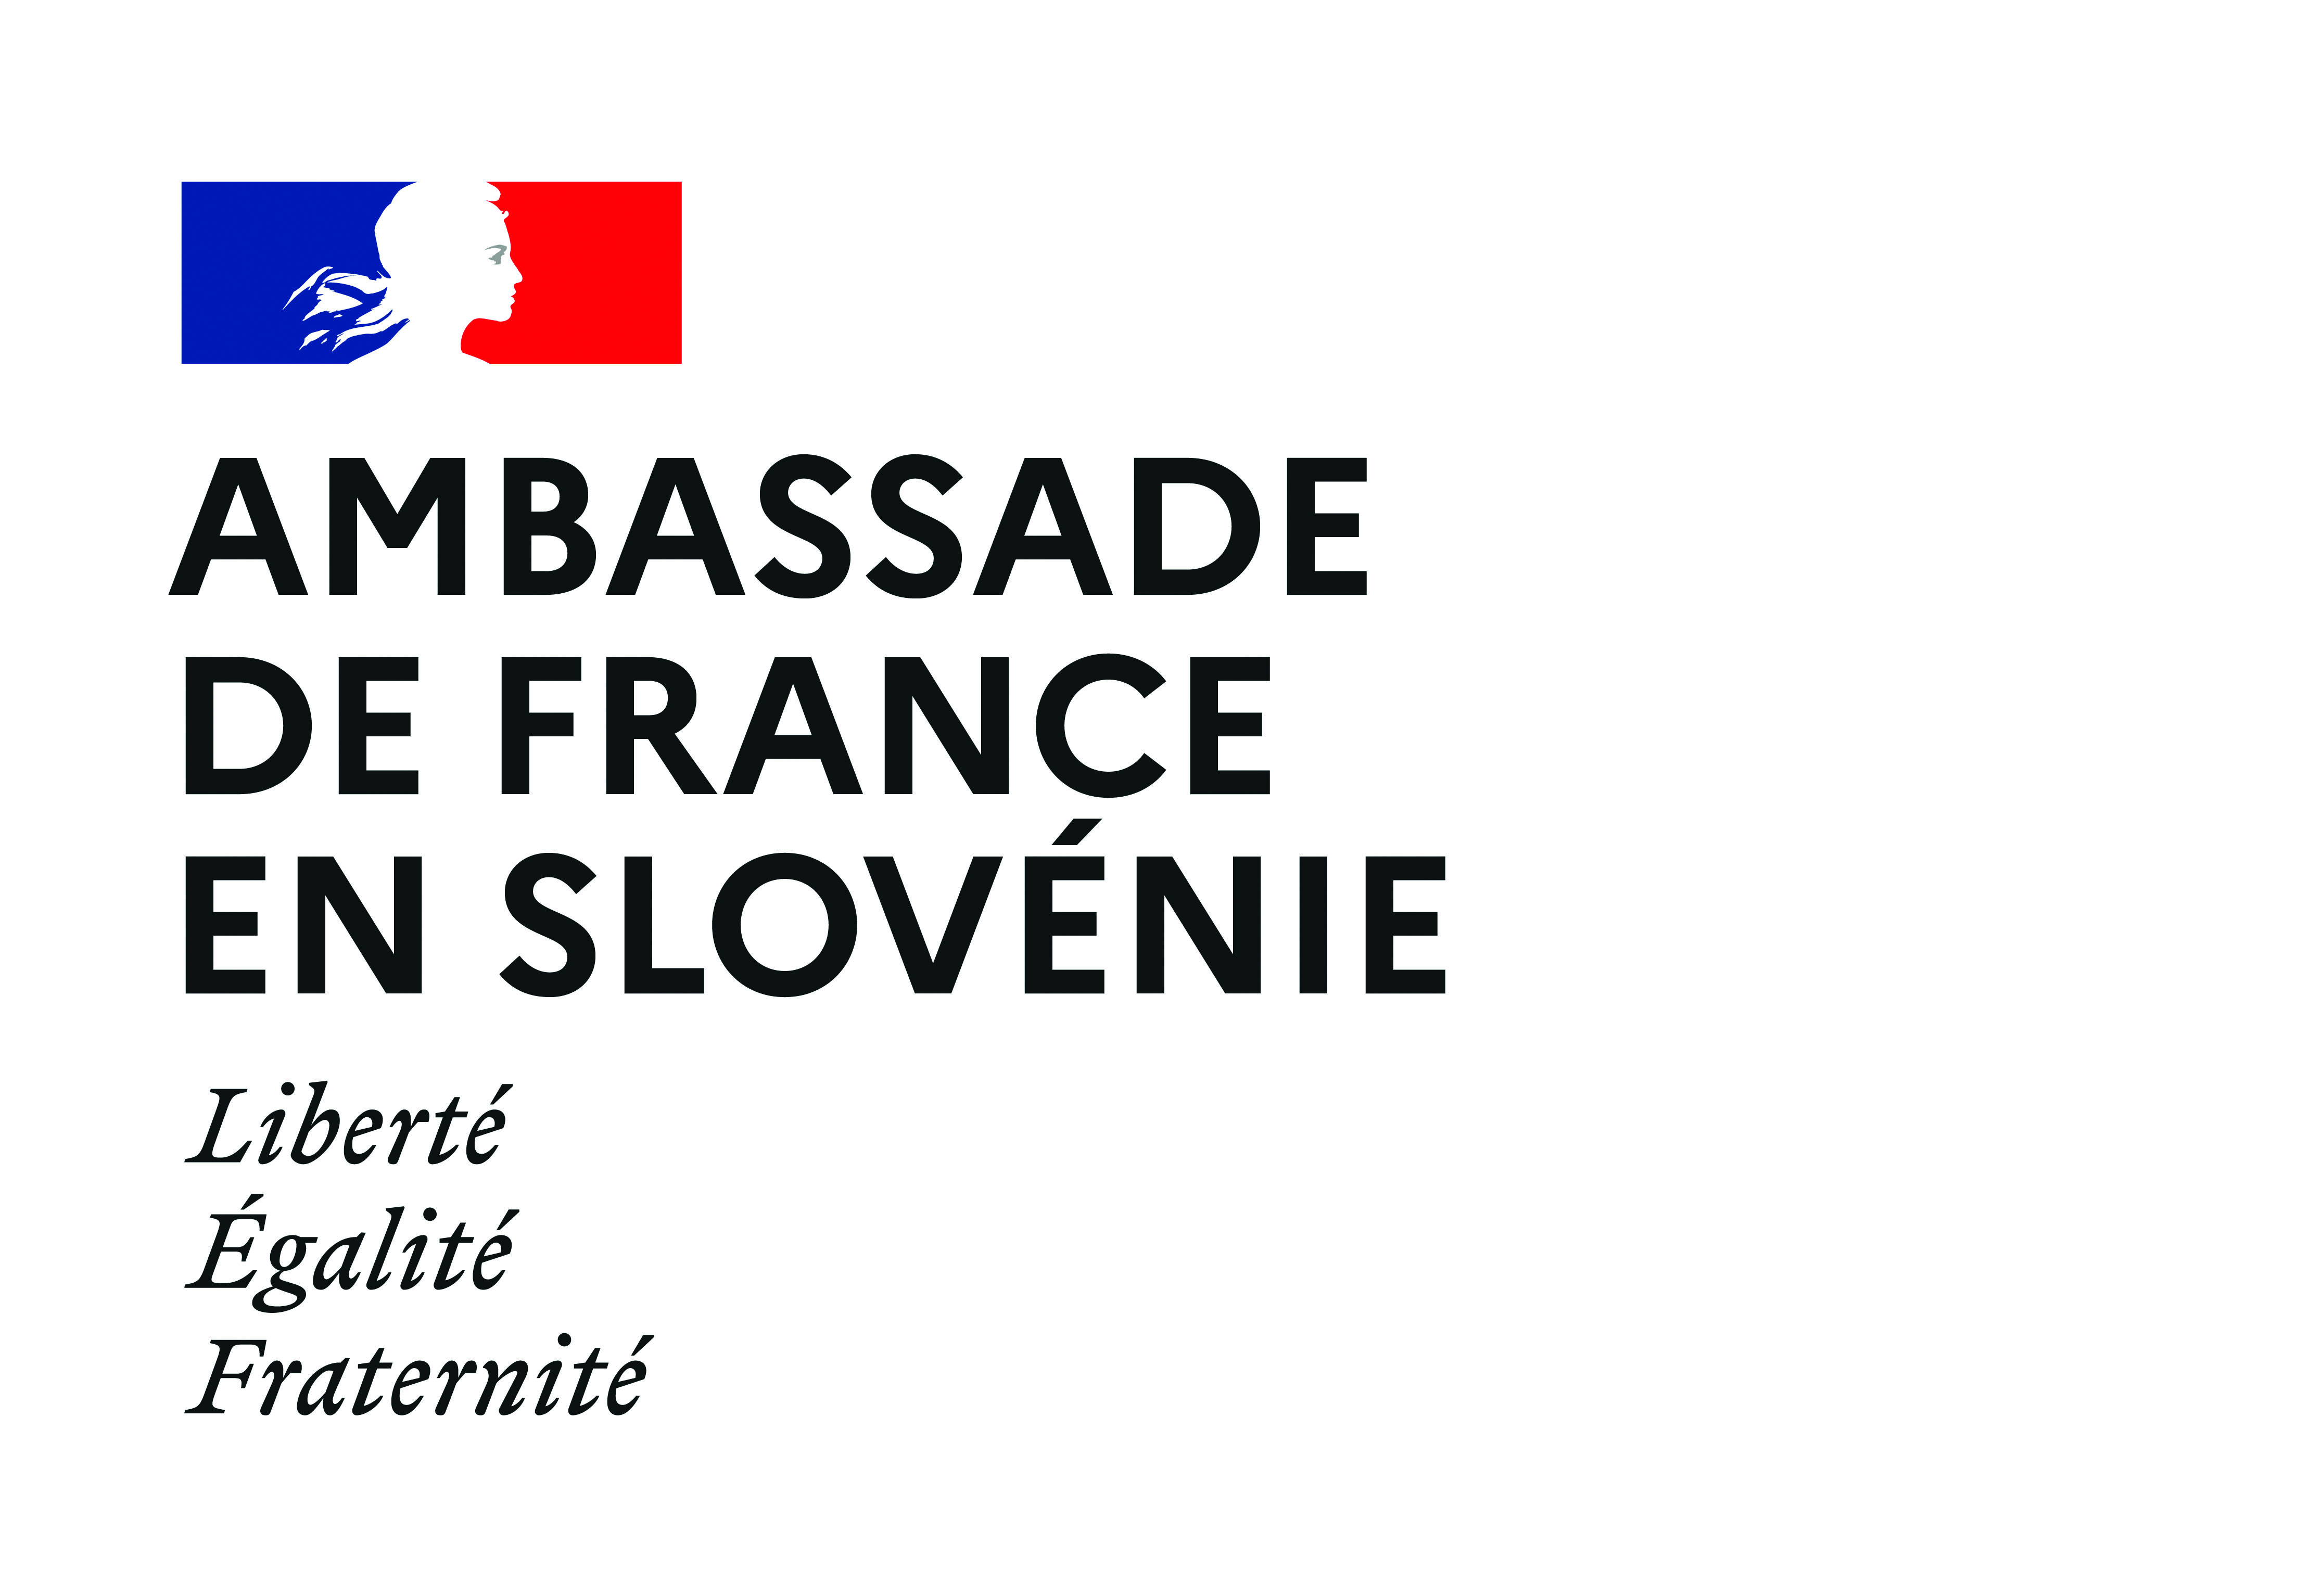 AMBASSADE
DE FRANCE
EN SLOVÉNIE
Liberté
Égalité
Fraternité